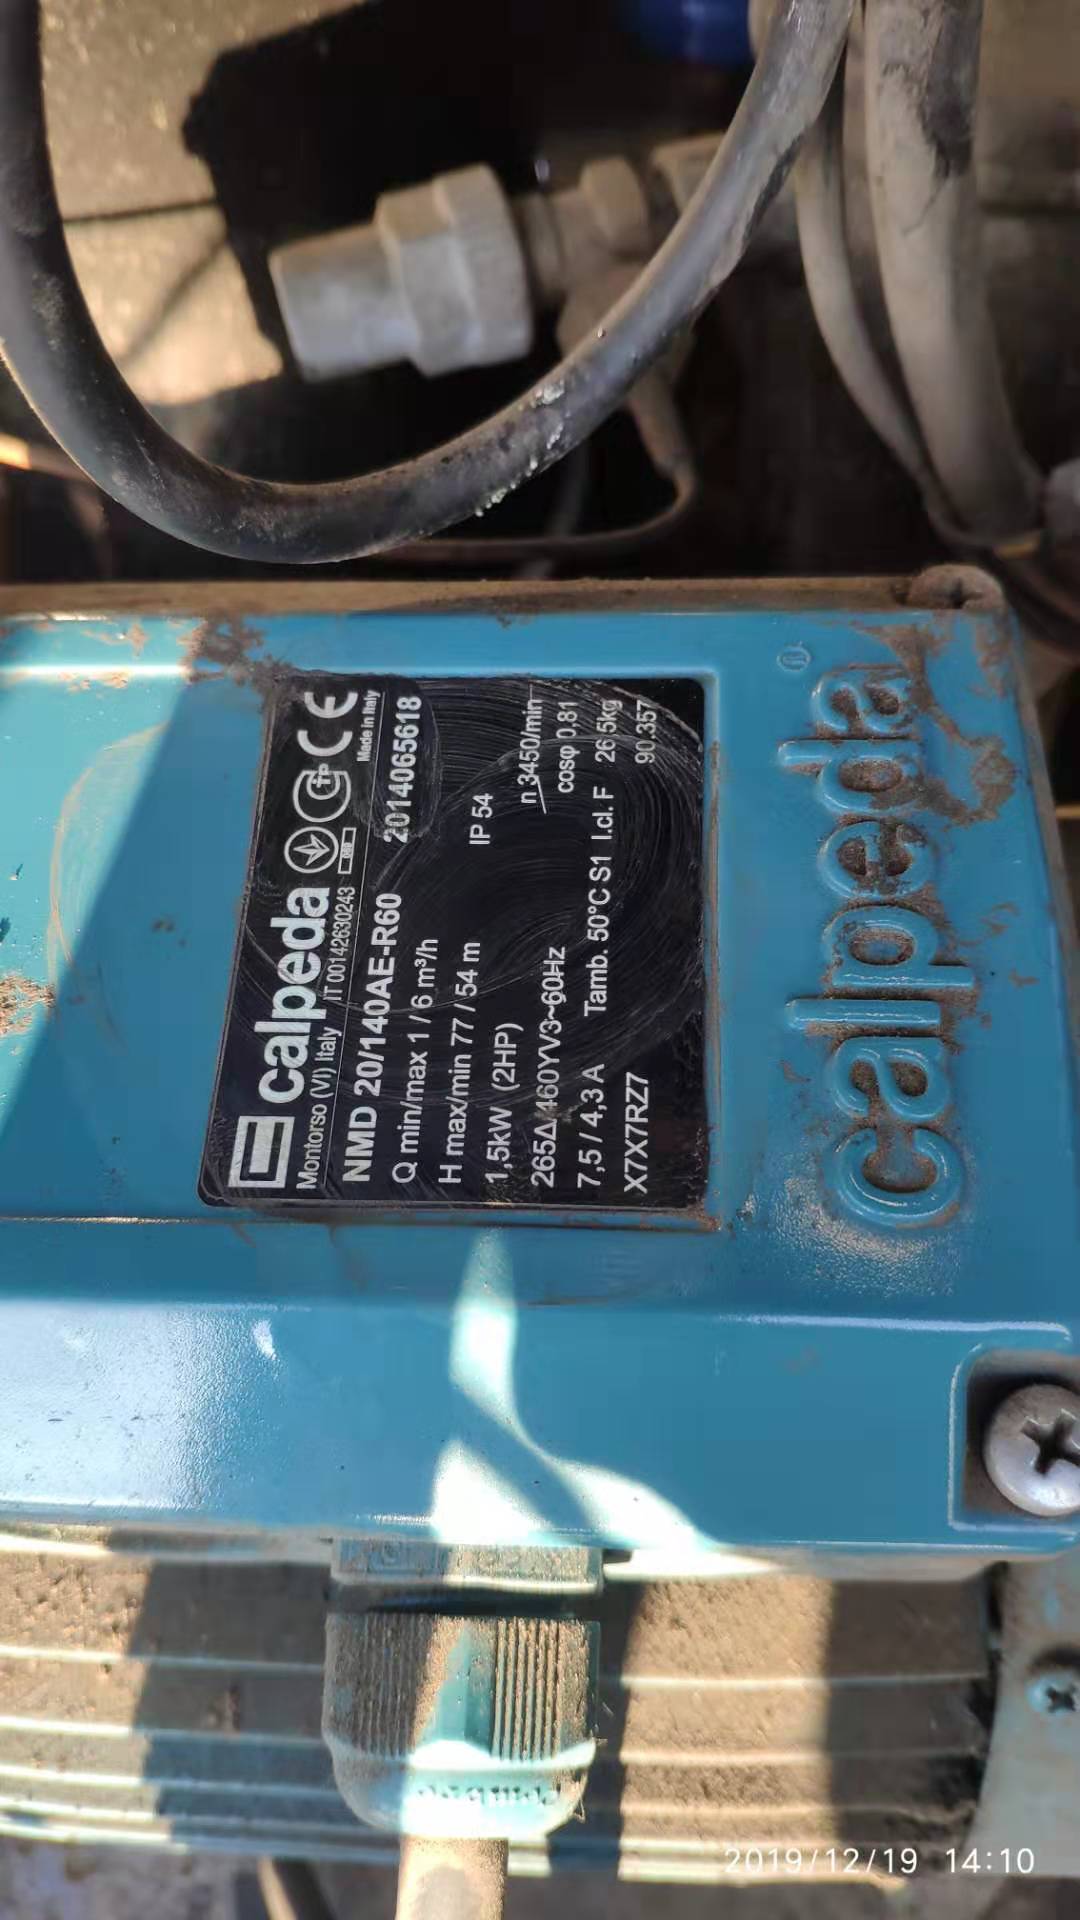 calpeda CE
Montorso (VI) Italy IT 00142630243 Made in Italy
NMD 20/140AE-R60 2014065618
Q min/max 1 / 6 m³/h
H max/min 77 / 54 m IP 54
1,5kW (2HP) n 3450/min
265Δ/460YV3~60Hz cosφ 0.81
7,5 / 4,3 A Tamb. 50°C S1 I.cl. F 26,5kg
X7X7RZ7 90.357
calpeda®
2019/12/19 14:10